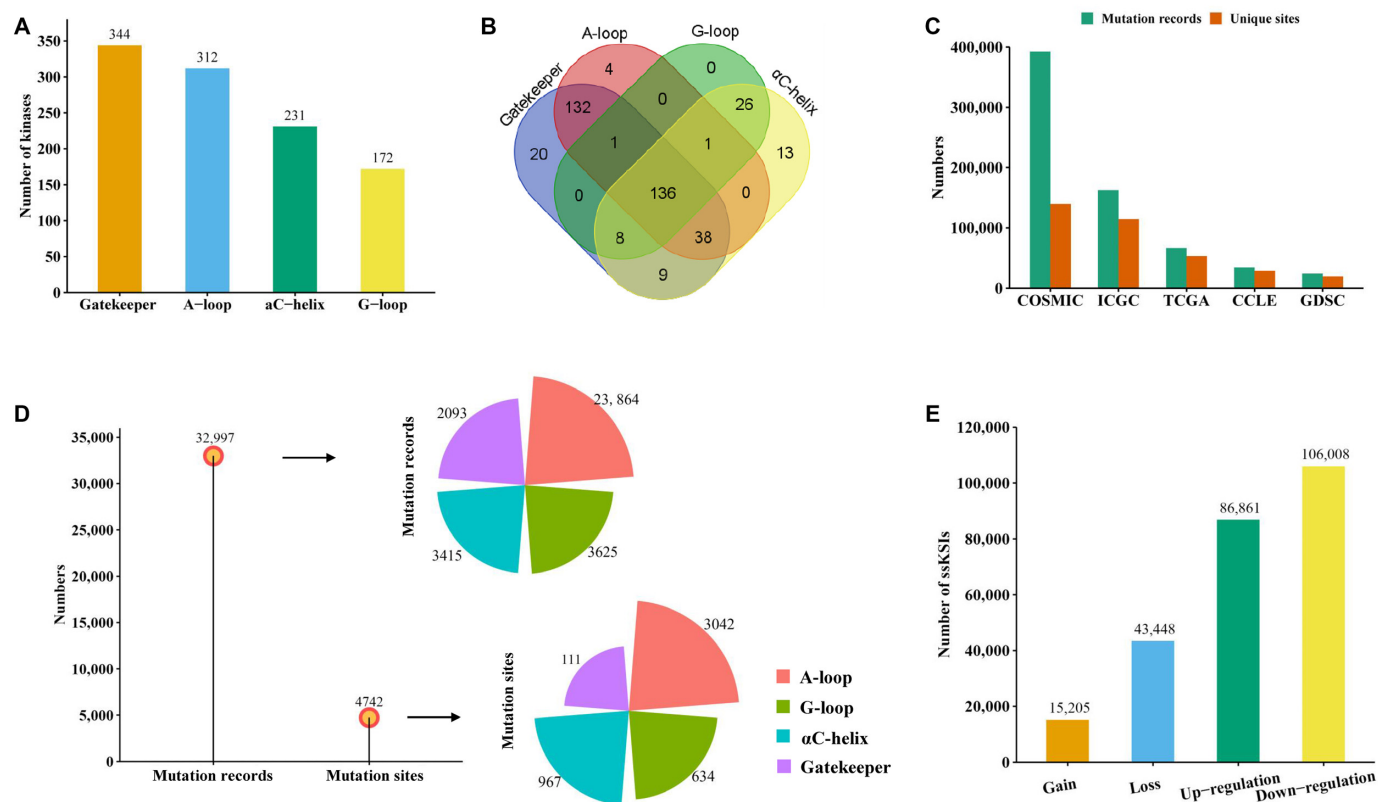 A
Number of kinases
350
300
250
200
150
100
50
0
344
312
231
172
Gatekeeper
A−loop
aC−helix
G−loop
B
A-loop
G-loop
Gatekeeper
αC-helix
4
0
132
0
26
20
1
1
13
0
136
0
8
38
9
C
Mutation records
Unique sites
Numbers
400,000
300,000
200,000
100,000
0
COSMIC
ICGC
TCGA
CCLE
GDSC
D
Numbers
35,000
30,000
25,000
20,000
15,000
10,000
5,000
0
32,997
4742
Mutation records
Mutation sites
Mutation records
2093
23, 864
3415
3625
Mutation sites
111
3042
967
634
A-loop
G-loop
αC-helix
Gatekeeper
E
Number of ssKSIs
120,000
100,000
80,000
60,000
40,000
20,000
0
15,205
43,448
86,861
106,008
Gain
Loss
Up−regulation
Down−regulation